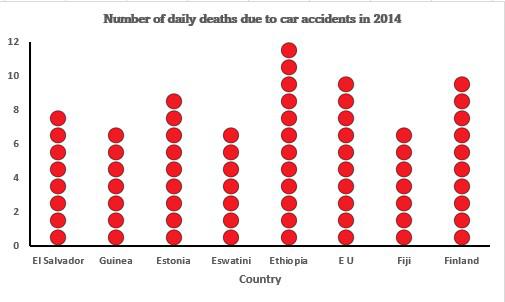 Number of daily deaths due to car accidents in 2014
12
10
8
6
4
2
0
El Salvador Guinea Estonia Eswatini Ethiopia E U Fiji Finland
Country